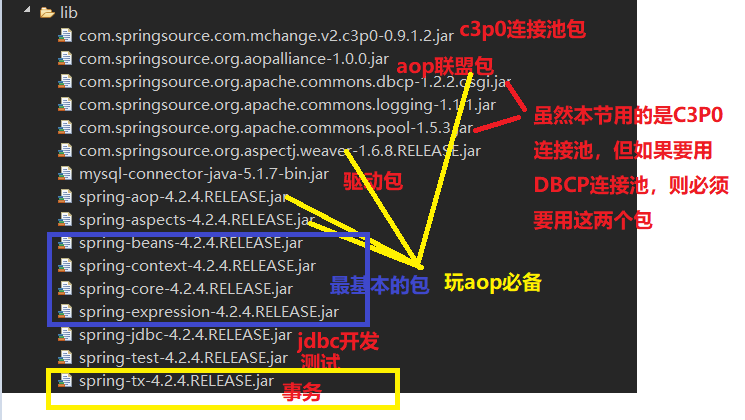 lib
com.springsource.com.mchange.v2.c3p0-0.9.1.2.jar
c3p0连接池包
com.springsource.org.aopalliance-1.0.0.jar
aop联盟包
com.springsource.org.apache.commons.dbcp-1.2.2.osgi.jar
com.springsource.org.apache.commons.logging-1.1.1.jar
com.springsource.org.apache.commons.pool-1.5.3.jar
虽然本节用的是C3P0
连接池，但如果要用
DBCP连接池，则必须
要用这两个包
com.springsource.org.aspectj.weaver-1.6.8.RELEASE.jar
mysql-connector-java-5.1.7-bin.jar
驱动包
spring-aop-4.2.4.RELEASE.jar
spring-aspects-4.2.4.RELEASE.jar
spring-beans-4.2.4.RELEASE.jar
spring-context-4.2.4.RELEASE.jar
spring-core-4.2.4.RELEASE.jar
spring-expression-4.2.4.RELEASE.jar
最基本的包
玩aop必备
spring-jdbc-4.2.4.RELEASE.jar
jdbc开发
spring-test-4.2.4.RELEASE.jar
测试
spring-tx-4.2.4.RELEASE.jar
事务